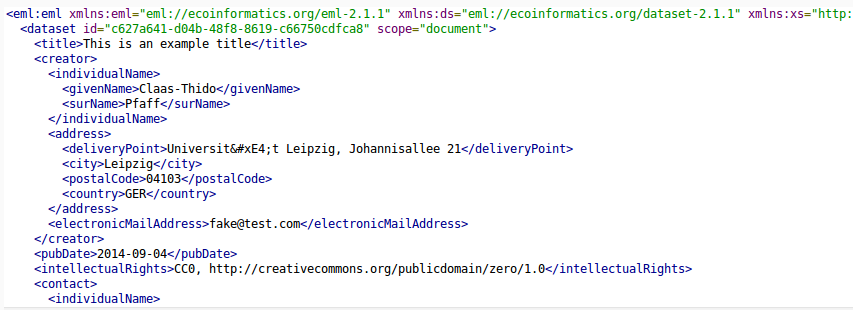 <eml:eml xmlns:eml="eml://ecoinformatics.org/eml-2.1.1" xmlns:ds="eml://ecoinformatics.org/dataset-2.1.1" xmlns:xs="http:
<dataset id="c627a641-d04b-48f8-8619-c66750cdfca8" scope="document">
<title>This is an example title</title>
<creator>
<individualName>
<givenName>Claas-Thido</givenName>
<surName>Pfaff</surName>
</individualName>
<address>
<deliveryPoint>Universit&#xE4;t Leipzig, Johannisallee 21</deliveryPoint>
<city>Leipzig</city>
<postalCode>04103</postalCode>
<country>GER</country>
</address>
<electronicMailAddress>fake@test.com</electronicMailAddress>
</creator>
<pubDate>2014-09-04</pubDate>
<intellectualRights>CC0, http://creativecommons.org/publicdomain/zero/1.0</intellectualRights>
<contact>
<individualName>